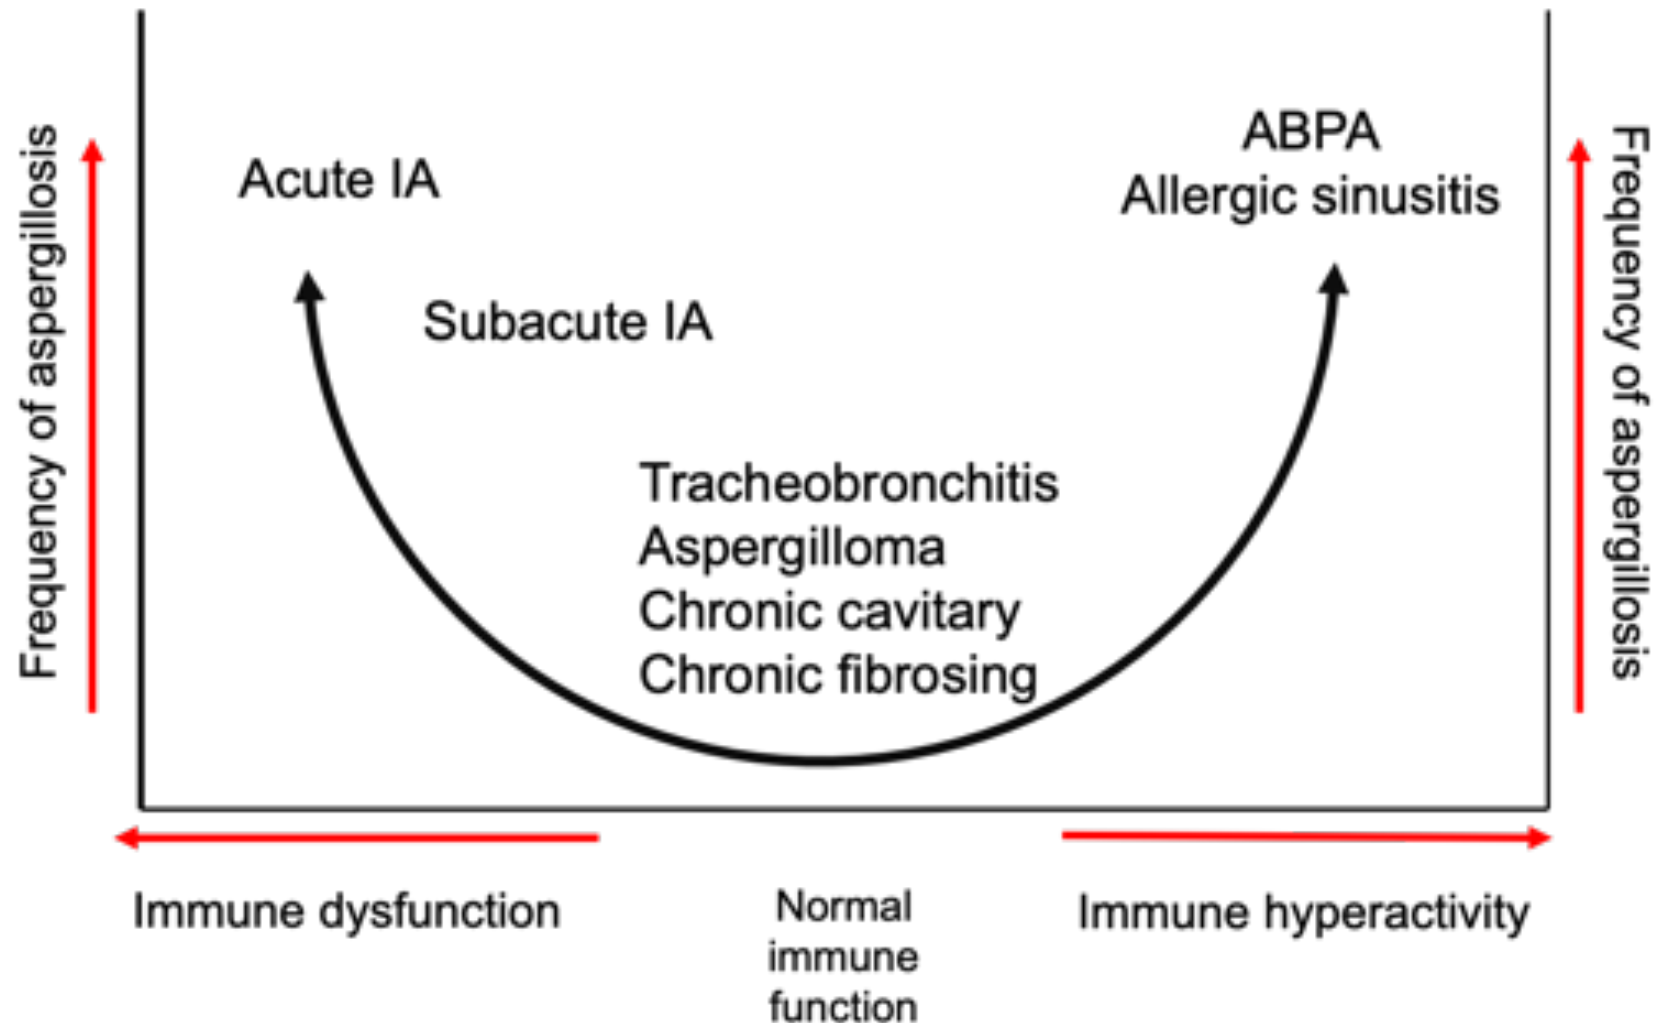 Frequency of aspergillosis
Acute IA
Subacute IA
ABPA
Allergic sinusitis
Tracheobronchitis
Aspergilloma
Chronic cavitary
Chronic fibrosing
Frequency of aspergillosis
Immune dysfunction
Normal
immune
function
Immune hyperactivity